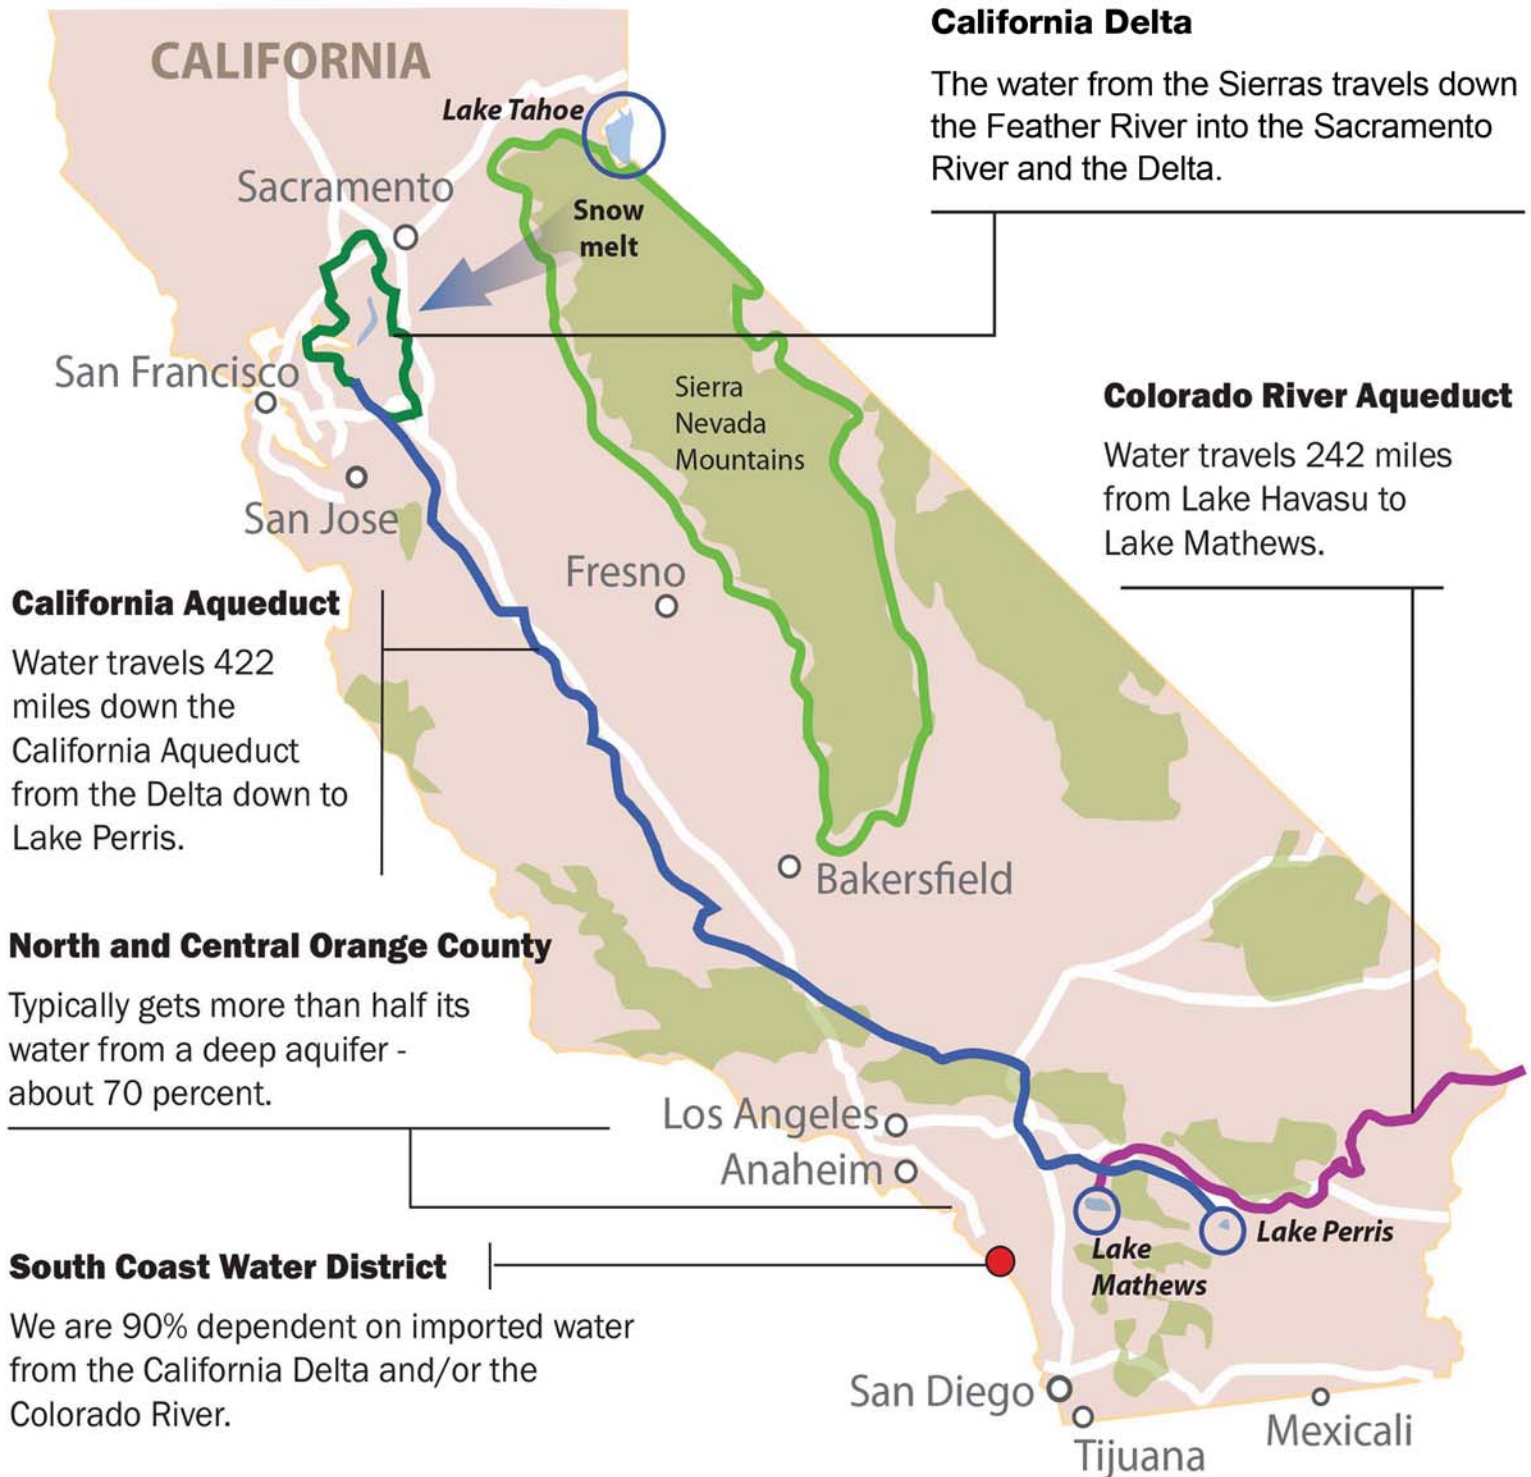 California Delta
The water from the Sierras travels down
the Feather River into the Sacramento
River and the Delta.
CALIFORNIA
Lake Tahoe
Sacramento
Snow
melt
San Francisco
Sierra
Nevada
Mountains
Colorado River Aqueduct
Water travels 242 miles
from Lake Havasu to
Lake Mathews.
San Jose
Fresno
California Aqueduct
Water travels 422
miles down the
California Aqueduct
from the Delta down to
Lake Perris.
Bakersfield
North and Central Orange County
Typically gets more than half its
water from a deep aquifer -
about 70 percent.
Los Angeles
Anaheim
Lake Perris
Lake
Mathews
South Coast Water District
We are 90% dependent on imported water
from the California Delta and/or the
Colorado River.
San Diego
Tijuana
Mexicali